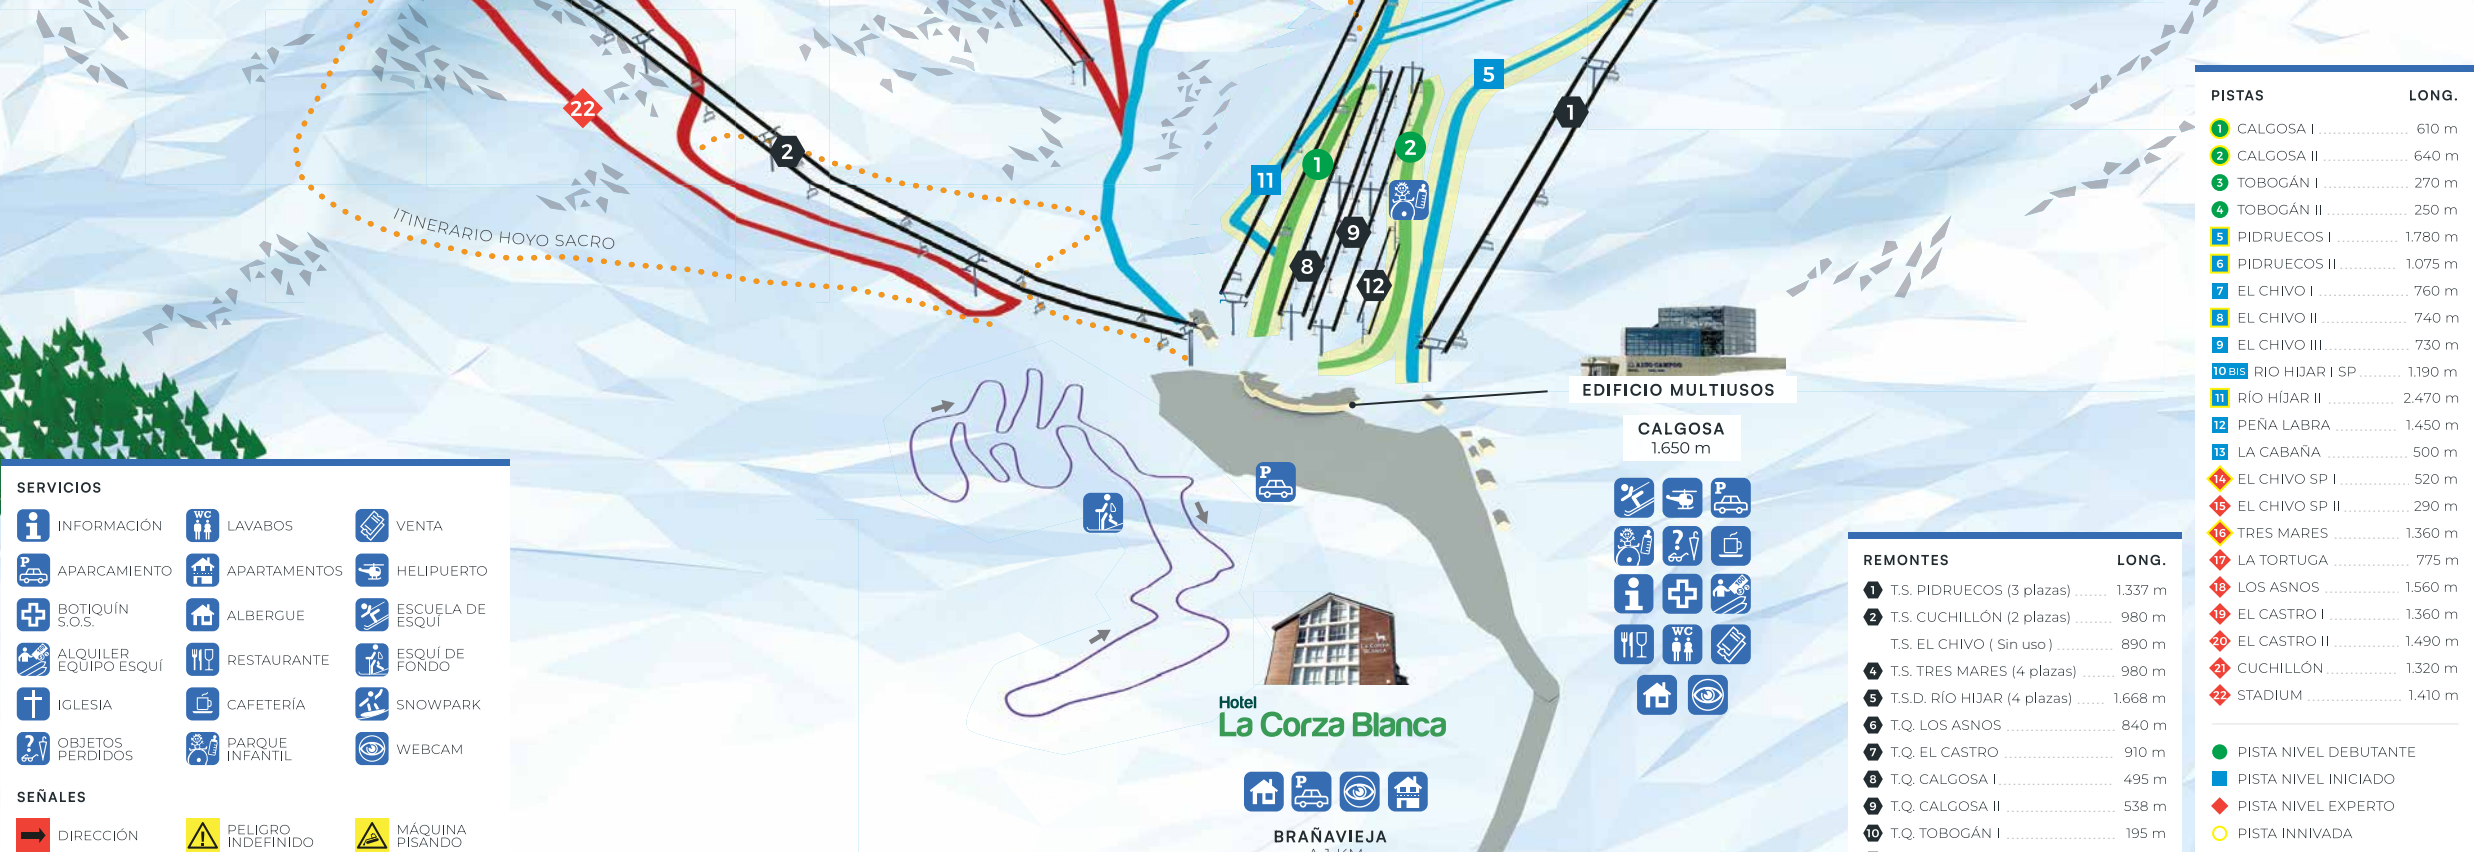 22
2
1
2
5
1
11
9
8
12
ITINERARIO HOYO SACRO
EDIFICIO MULTIUSOS
CALGOSA
1.650 m
P
P
WC
Hotel
La Corza Blanca
P
BRAÑAVIEJA
A 1 KM
SERVICIOS
INFORMACIÓN
WC LAVABOS
VENTA
P APARCAMIENTO
APARTAMENTOS
HELIPUERTO
BOTIQUÍN
S.O.S.
ALBERGUE
ESCUELA DE
ESQUÍ
ALQUILER
EQUIPO ESQUÍ
RESTAURANTE
ESQUÍ DE
FONDO
IGLESIA
CAFETERÍA
SNOWPARK
OBJETOS
PERDIDOS
PARQUE
INFANTIL
WEBCAM
SEÑALES
DIRECCIÓN
PELIGRO
INDEFINIDO
MÁQUINA
PISANDO
REMONTES LONG.
1 T.S. PIDRUECOS (3 plazas) 1.337 m
2 T.S. CUCHILLÓN (2 plazas) 980 m
T.S. EL CHIVO ( Sin uso ) 890 m
4 T.S. TRES MARES (4 plazas) 980 m
5 T.S.D. RÍO HIJAR (4 plazas) 1.668 m
6 T.Q. LOS ASNOS 840 m
7 T.Q. EL CASTRO 910 m
8 T.Q. CALGOSA I 495 m
9 T.Q. CALGOSA II 538 m
10 T.Q. TOBOGÁN I 195 m
PISTAS LONG.
1 CALGOSA I 610 m
2 CALGOSA II 640 m
3 TOBOGÁN I 270 m
4 TOBOGÁN II 250 m
5 PIDRUECOS I 1.780 m
6 PIDRUECOS II 1.075 m
7 EL CHIVO I 760 m
8 EL CHIVO II 740 m
9 EL CHIVO III 730 m
10 BIS RIO HIJAR I SP 1.190 m
11 RÍO HÍJAR II 2.470 m
12 PEÑA LABRA 1.450 m
13 LA CABAÑA 500 m
14 EL CHIVO SP I 520 m
15 EL CHIVO SP II 290 m
16 TRES MARES 1.360 m
17 LA TORTUGA 775 m
18 LOS ASNOS 1.560 m
19 EL CASTRO I 1.360 m
20 EL CASTRO II 1.490 m
21 CUCHILLÓN 1.320 m
22 STADIUM 1.410 m
PISTA NIVEL DEBUTANTE
PISTA NIVEL INICIADO
PISTA NIVEL EXPERTO
PISTA INNIVADA